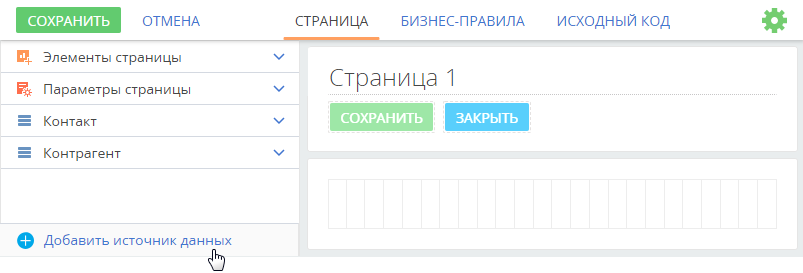 СОХРАНИТЬ ОТМЕНА СТРАНИЦА БИЗНЕС-ПРАВИЛА ИСХОДНЫЙ КОД
Элементы страницы
Параметры страницы
Контакт
Контрагент
Добавить источник данных
Страница 1
СОХРАНИТЬ ЗАКРЫТЬ